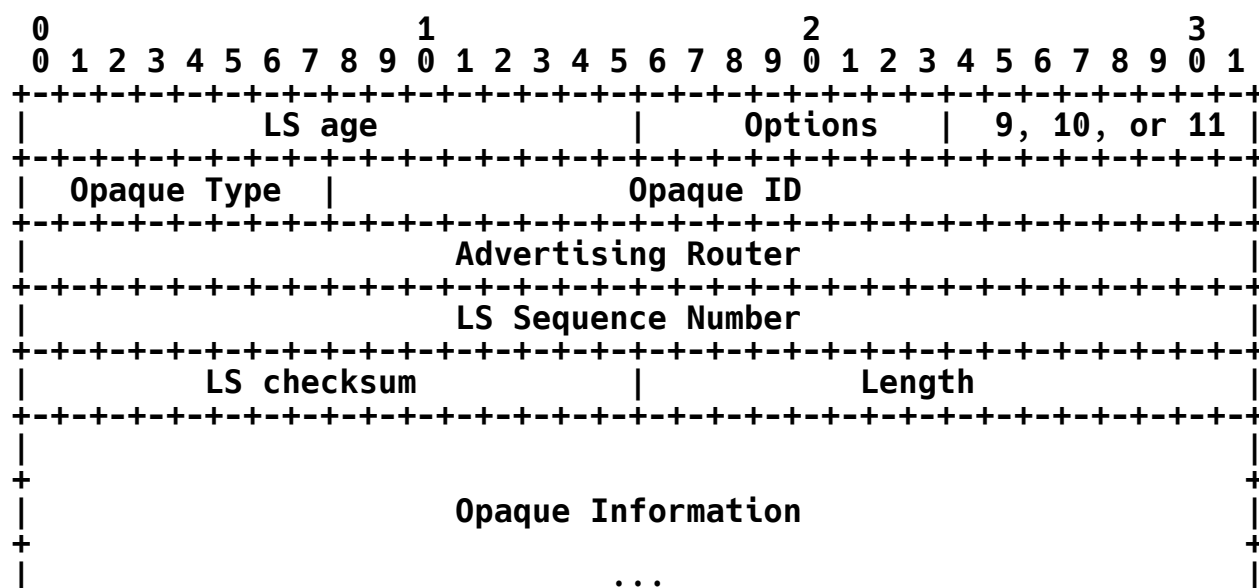 0                   1                   2                   3
 0 1 2 3 4 5 6 7 8 9 0 1 2 3 4 5 6 7 8 9 0 1 2 3 4 5 6 7 8 9 0 1
+-+-+-+-+-+-+-+-+-+-+-+-+-+-+-+-+-+-+-+-+-+-+-+-+-+-+-+-+-+-+-+-+
|            LS age             |     Options   |  9, 10, or 11 |
+-+-+-+-+-+-+-+-+-+-+-+-+-+-+-+-+-+-+-+-+-+-+-+-+-+-+-+-+-+-+-+-+
|  Opaque Type  |               Opaque ID                       |
+-+-+-+-+-+-+-+-+-+-+-+-+-+-+-+-+-+-+-+-+-+-+-+-+-+-+-+-+-+-+-+-+
|                      Advertising Router                       |
+-+-+-+-+-+-+-+-+-+-+-+-+-+-+-+-+-+-+-+-+-+-+-+-+-+-+-+-+-+-+-+-+
|                      LS Sequence Number                       |
+-+-+-+-+-+-+-+-+-+-+-+-+-+-+-+-+-+-+-+-+-+-+-+-+-+-+-+-+-+-+-+-+
|         LS checksum           |           Length              |
+-+-+-+-+-+-+-+-+-+-+-+-+-+-+-+-+-+-+-+-+-+-+-+-+-+-+-+-+-+-+-+-+
|                                                               |
+                                                               +
|                      Opaque Information                       |
+                                                               +
|                              ...                              |